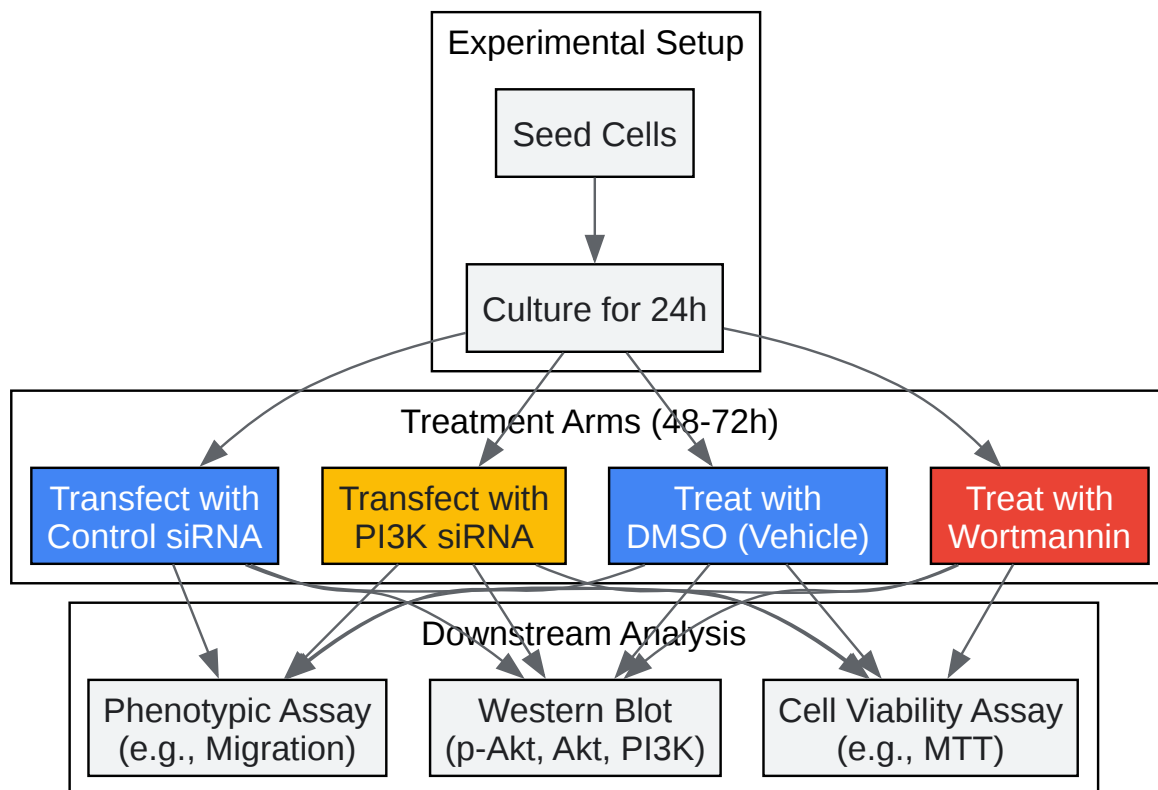 Experimental Setup
Seed Cells
Culture for 24h
Treatment Arms (48-72h)
Transfect with
Control siRNA
Transfect with
PI3K siRNA
Treat with
DMSO (Vehicle)
Treat with
Wortmannin
Downstream Analysis
Phenotypic Assay
(e.g., Migration)
Western Blot
(p-Akt, Akt, PI3K)
Cell Viability Assay
(e.g., MTT)